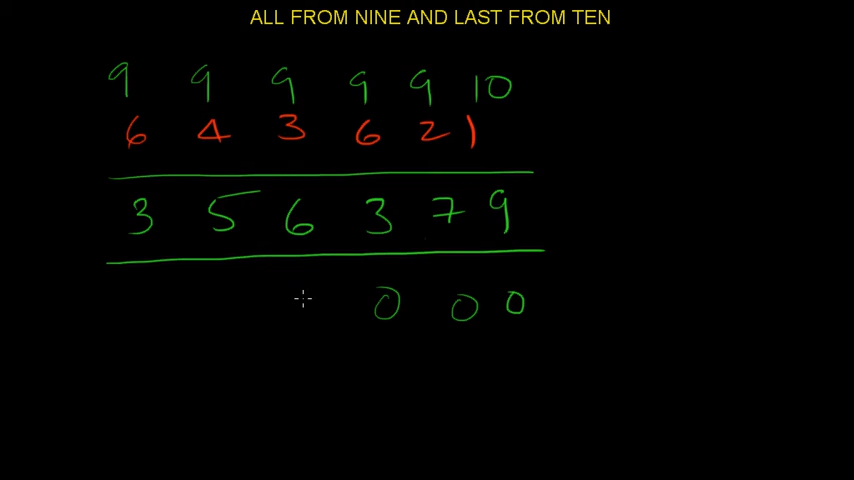 ALL FROM NINE AND LAST FROM TEN
9 9 9 9 9 10
6 4 3 6 2 1
3 5 6 3 7 9
0 0 0